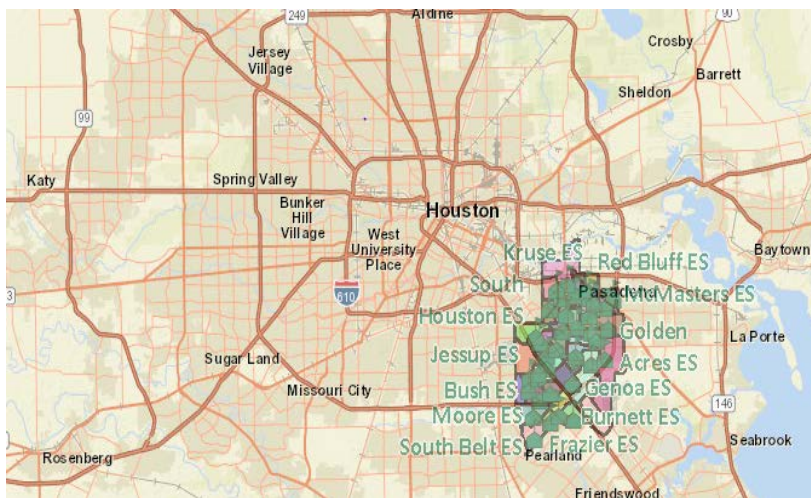 249
Aldine
90
Crosby
Jersey
Village
Barrett
Sheldon
99
Katy
Spring Valley
Bunker
Hill
Village
Houston
West
University
Place
Kruse ES
Red Bluff ES
Baytown
South
Pasadena
McMasters ES
610
Houston ES
Golden
La Porte
Sugar Land
Jessup ES
Acres ES
Missouri City
Bush ES
Genoa ES
146
Moore ES
Burnett ES
South Belt ES
Frazier ES
Seabrook
Rosenberg
Pearland
Friendswood